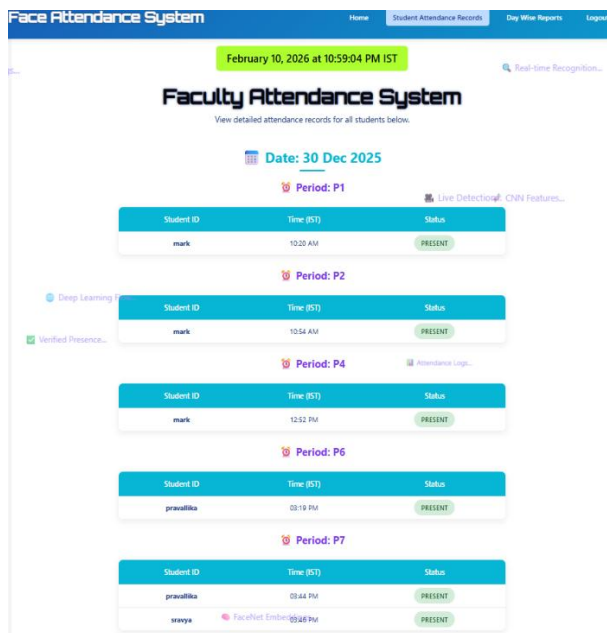 Face Attendance System
Home Student Attendance Records Day Wise Reports Logout
February 10, 2026 at 10:59:04 PM IST
Real-time Recognition...
Faculty Attendance System
View detailed attendance records for all students below.
Date: 30 Dec 2025
Period: P1
Live Detection CNN Features...
Student ID Time (IST) Status
mark 10:20 AM PRESENT
Period: P2
Deep Learning
Student ID Time (IST) Status
mark 10:54 AM PRESENT
Verified Presence...
Period: P4
Attendance Logs...
Student ID Time (IST) Status
mark 12:52 PM PRESENT
Period: P6
Student ID Time (IST) Status
pravallika 03:19 PM PRESENT
Period: P7
Student ID Time (IST) Status
pravallika 03:44 PM PRESENT
FaceNet
sravya 03:46 PM PRESENT